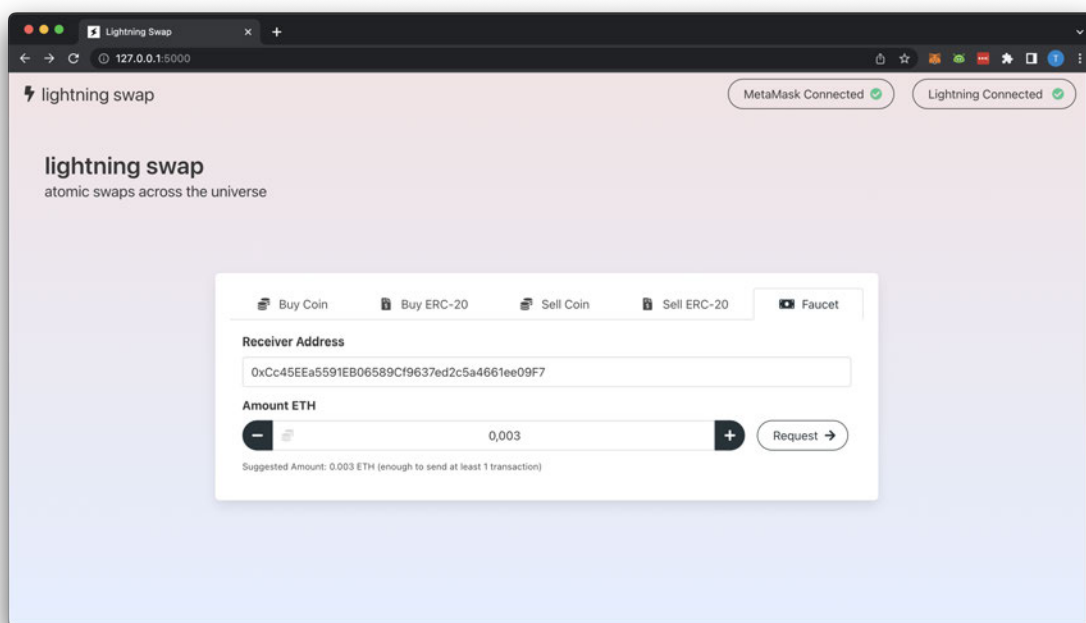 Lightning Swap
127.0.0.1:5000
T
lightning swap
MetaMask Connected
Lightning Connected
lightning swap
atomic swaps across the universe
Buy Coin
Buy ERC-20
Sell Coin
Sell ERC-20
Faucet
Receiver Address
0xCc45EEa5591EB06589Cf9637ed2c5a4661ee09F7
Amount ETH
0,003
Request
Suggested Amount: 0.003 ETH (enough to send at least 1 transaction)